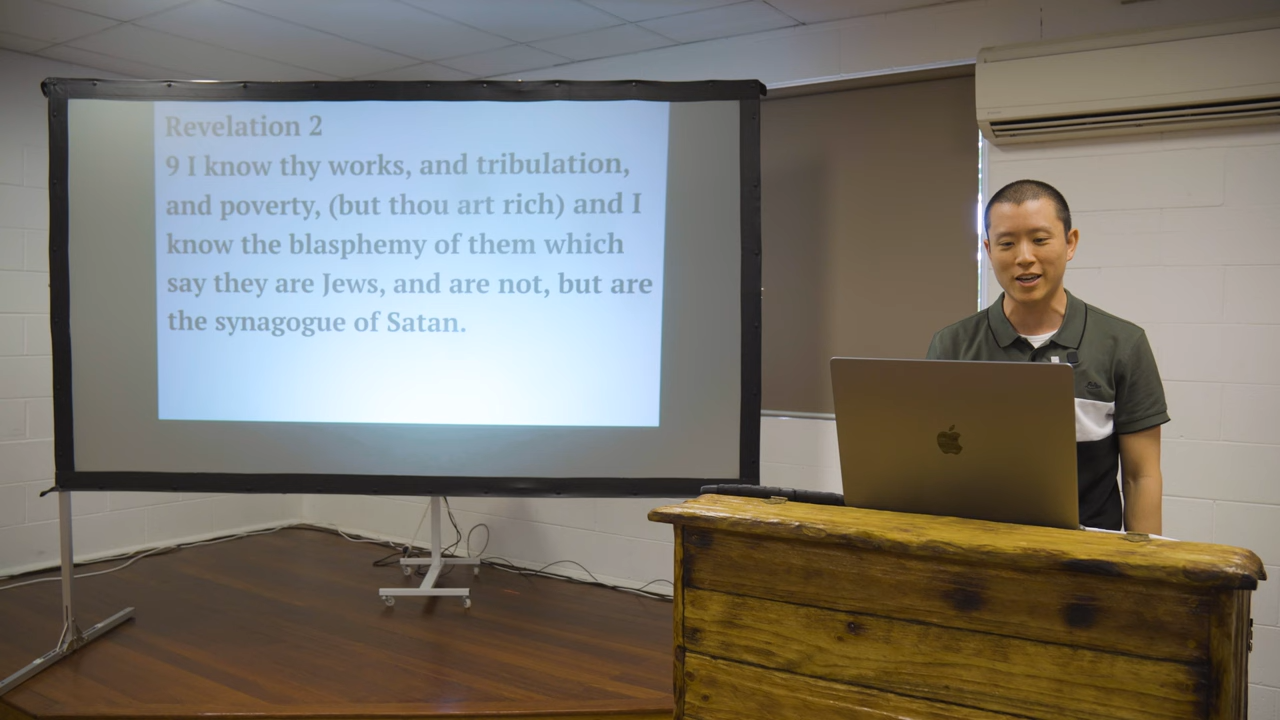 Revelation 2
9 I know thy works, and tribulation,
and poverty, (but thou art rich) and I
know the blasphemy of them which
say they are Jews, and are not, but are
the synagogue of Satan.